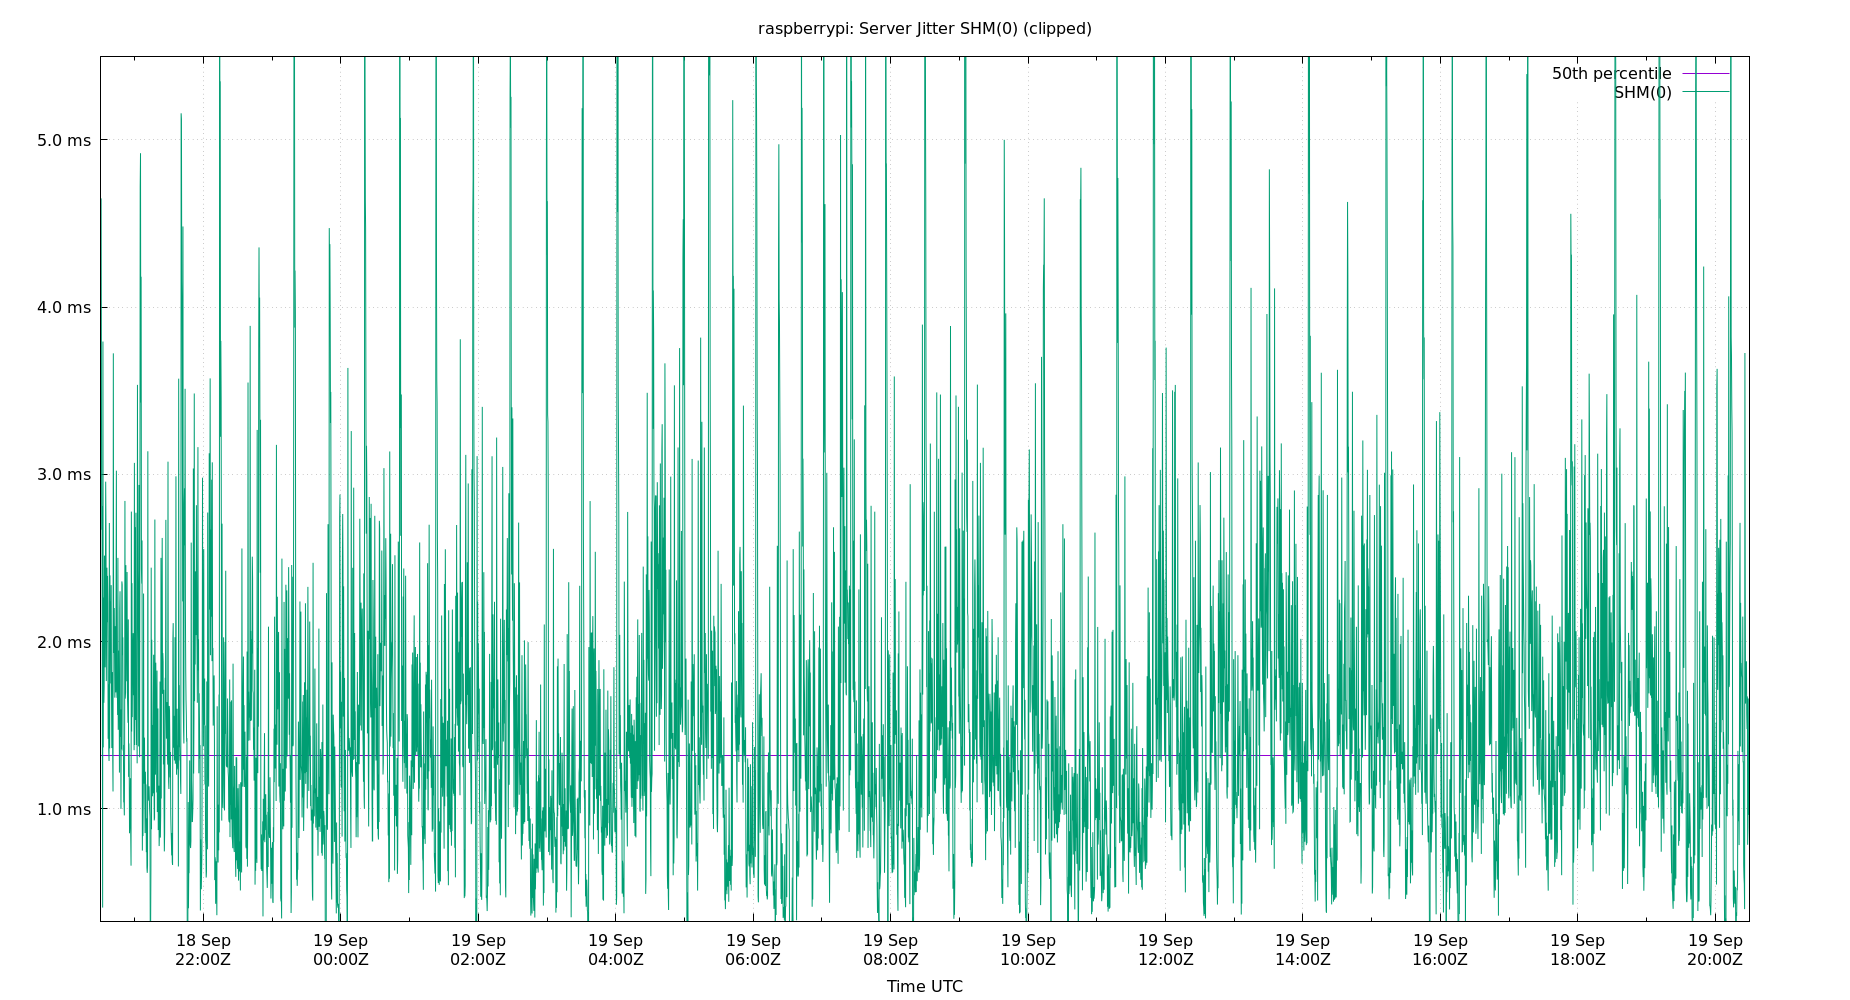 raspberrypi: Server Jitter SHM(0) (clipped)
50th percentile
SHM(0)
5.0 ms
4.0 ms
3.0 ms
2.0 ms
1.0 ms
18 Sep 19 Sep 19 Sep 19 Sep 19 Sep 19 Sep 19 Sep 19 Sep 19 Sep 19 Sep 19 Sep 19 Sep
22:00Z 00:00Z 02:00Z 04:00Z 06:00Z 08:00Z 10:00Z 12:00Z 14:00Z 16:00Z 18:00Z 20:00Z
Time UTC